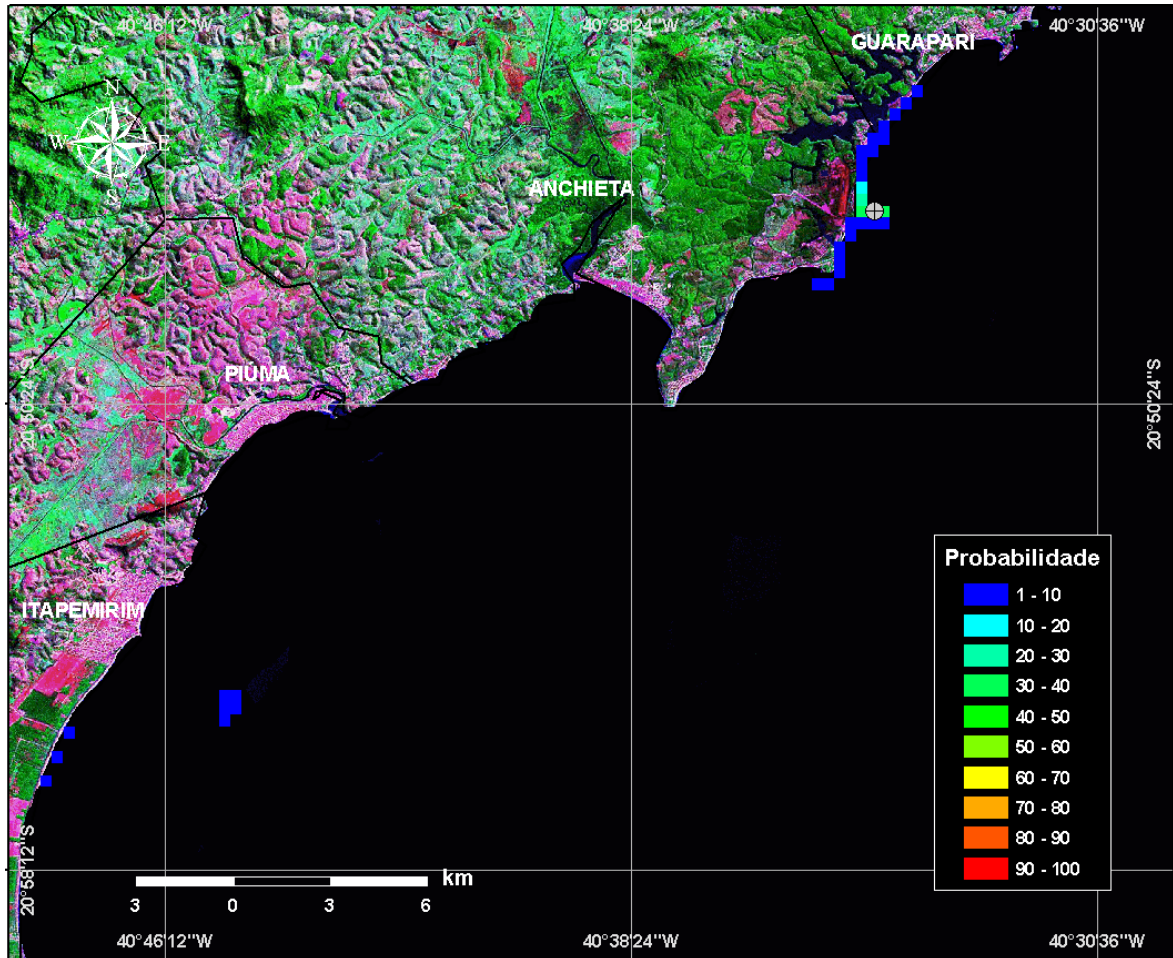 40°46'12''W
40°38'24''W
40°30'36''W
GUARAPARI
N
W
E
S
ANCHIETA
PIÚMA
20°50'24''S
20°50'24''S
Probabilidade
1 - 10
10 - 20
20 - 30
30 - 40
40 - 50
50 - 60
60 - 70
70 - 80
80 - 90
90 - 100
ITAPEMIRIM
20°58'12''S
km
3 0 3 6
40°46'12''W
40°38'24''W
40°30'36''W